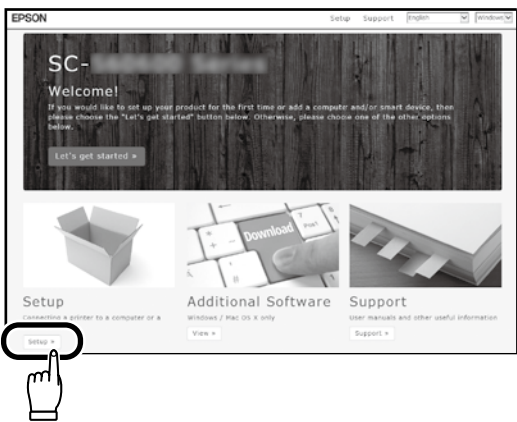 EPSON
Setup Support English Windows
SC-
Welcome!
If you would like to set up your product for the first time or add a computer and/or smart device, then
please choose the "Let's get started" button below. Otherwise, please choose one of the other options
below.
Let's get started »
Download
Setup
Additional Software
Support
Connecting a printer to a computer or a
Windows / Mac OS X only
User manuals and other useful information
Setup »
View »
Support »